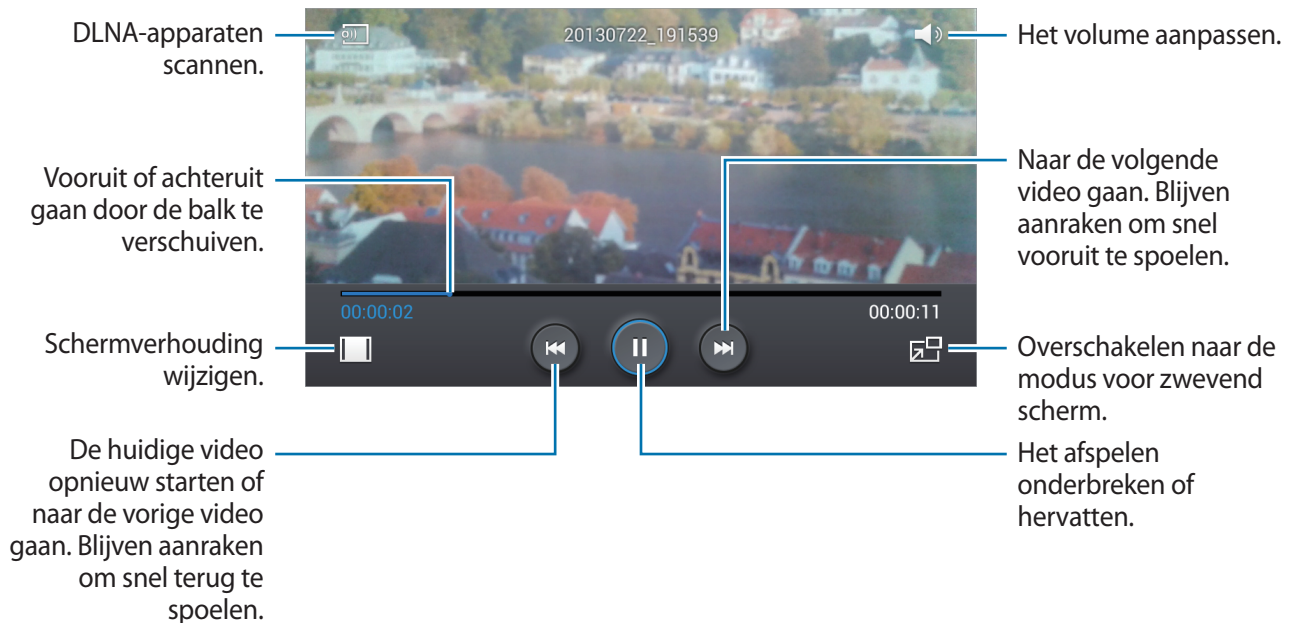 DLNA-apparaten
scannen.
20130722_191539
Het volume aanpassen.
Vooruit of achteruit
gaan door de balk te
verschuiven.
Naar de volgende
video gaan. Blijven
aanraken om snel
vooruit te spoelen.
00:00:02
00:00:11
Schermverhouding
wijzigen.
Overschakelen naar de
modus voor zwevend
scherm.
De huidige video
opnieuw starten of
naar de vorige video
gaan. Blijven aanraken
om snel terug te
spoelen.
Het afspelen
onderbreken of
hervatten.